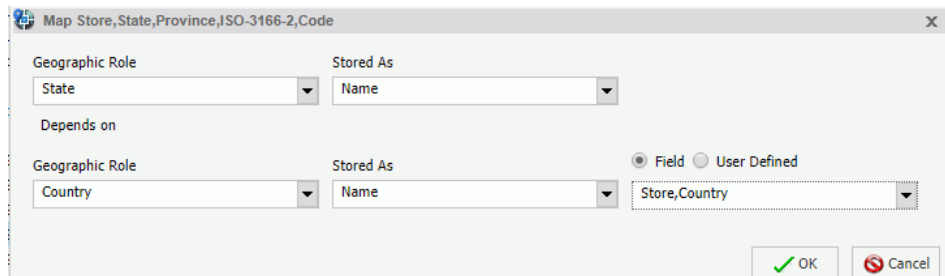 Map Store,State,Province,ISO-3166-2,Code x
Geographic Role Stored As
State Name
Depends on
Geographic Role Stored As Field User Defined
Country Name Store,Country
OK Cancel